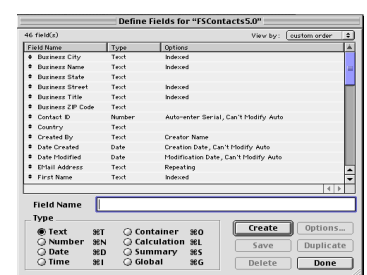 Define Fields for “FSContacts5.0”
46 field(s) View by: custom order
Field Name Type Options
Business City Text Indexed
Business Name Text Indexed
Business State Text
Business Street Text Indexed
Business Title Text Indexed
Business ZIP Code Text
Contact ID Number Auto-enter Serial, Can't Modify Auto
Country Text
Created By Text Creator Name
Date Created Date Creation Date, Can't Modify Auto
Date Modified Date Modification Date, Can't Modify Auto
EMail Address Text Repeating
First Name Text Indexed
Field Name
Type
Text ⌘T Container ⌘O Create Options...
Number ⌘N Calculation ⌘L Save Duplicate
Date ⌘D Summary ⌘S
Time ⌘I Global ⌘G Delete Done